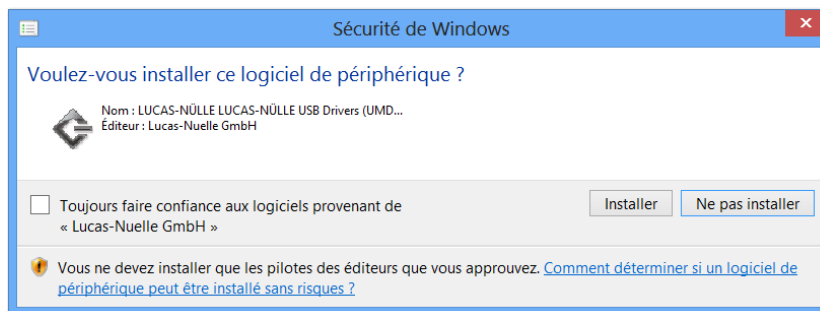 Sécurité de Windows
Voulez-vous installer ce logiciel de périphérique ?
Nom : LUCAS-NÜLLE LUCAS-NÜLLE USB Drivers (UMD...
Éditeur : Lucas-Nuelle GmbH
Toujours faire confiance aux logiciels provenant de
« Lucas-Nuelle GmbH »
Installer
Ne pas installer
Vous ne devez installer que les pilotes des éditeurs que vous approuvez. Comment déterminer si un logiciel de
périphérique peut être installé sans risques ?